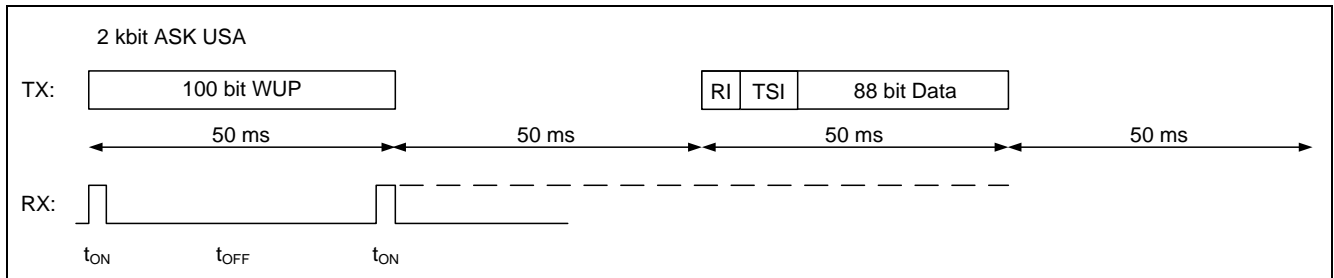 2 kbit ASK USA
TX: 100 bit WUP RI TSI 88 bit Data
50 ms 50 ms 50 ms 50 ms
RX:
tON tOFF tON